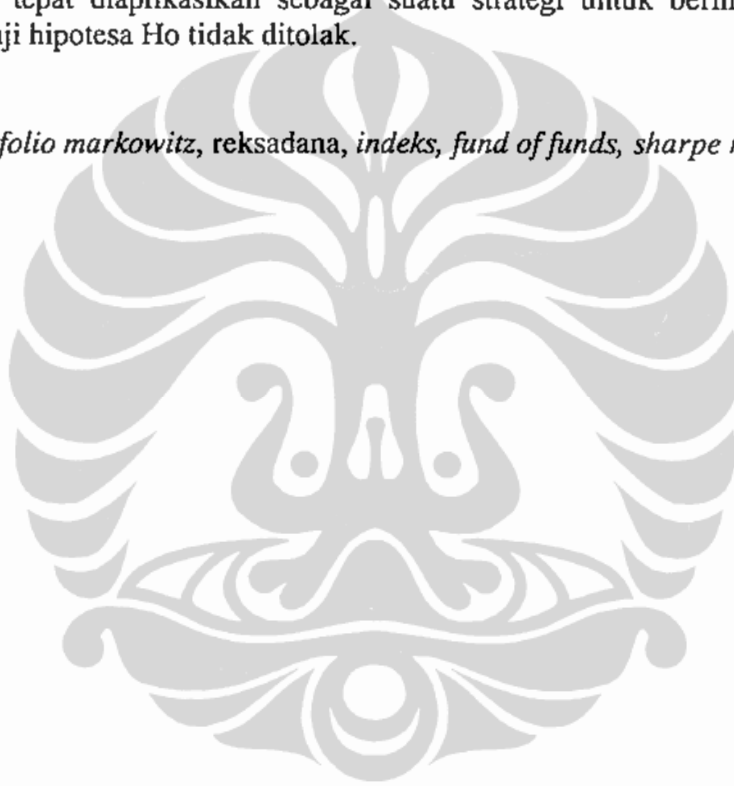 tepat diaplikasikan sebagai suatu strategi untuk
uji hipotesa Ho tidak ditolak.
folio markowitz, reksadana, indeks, fund of funds, sharpe